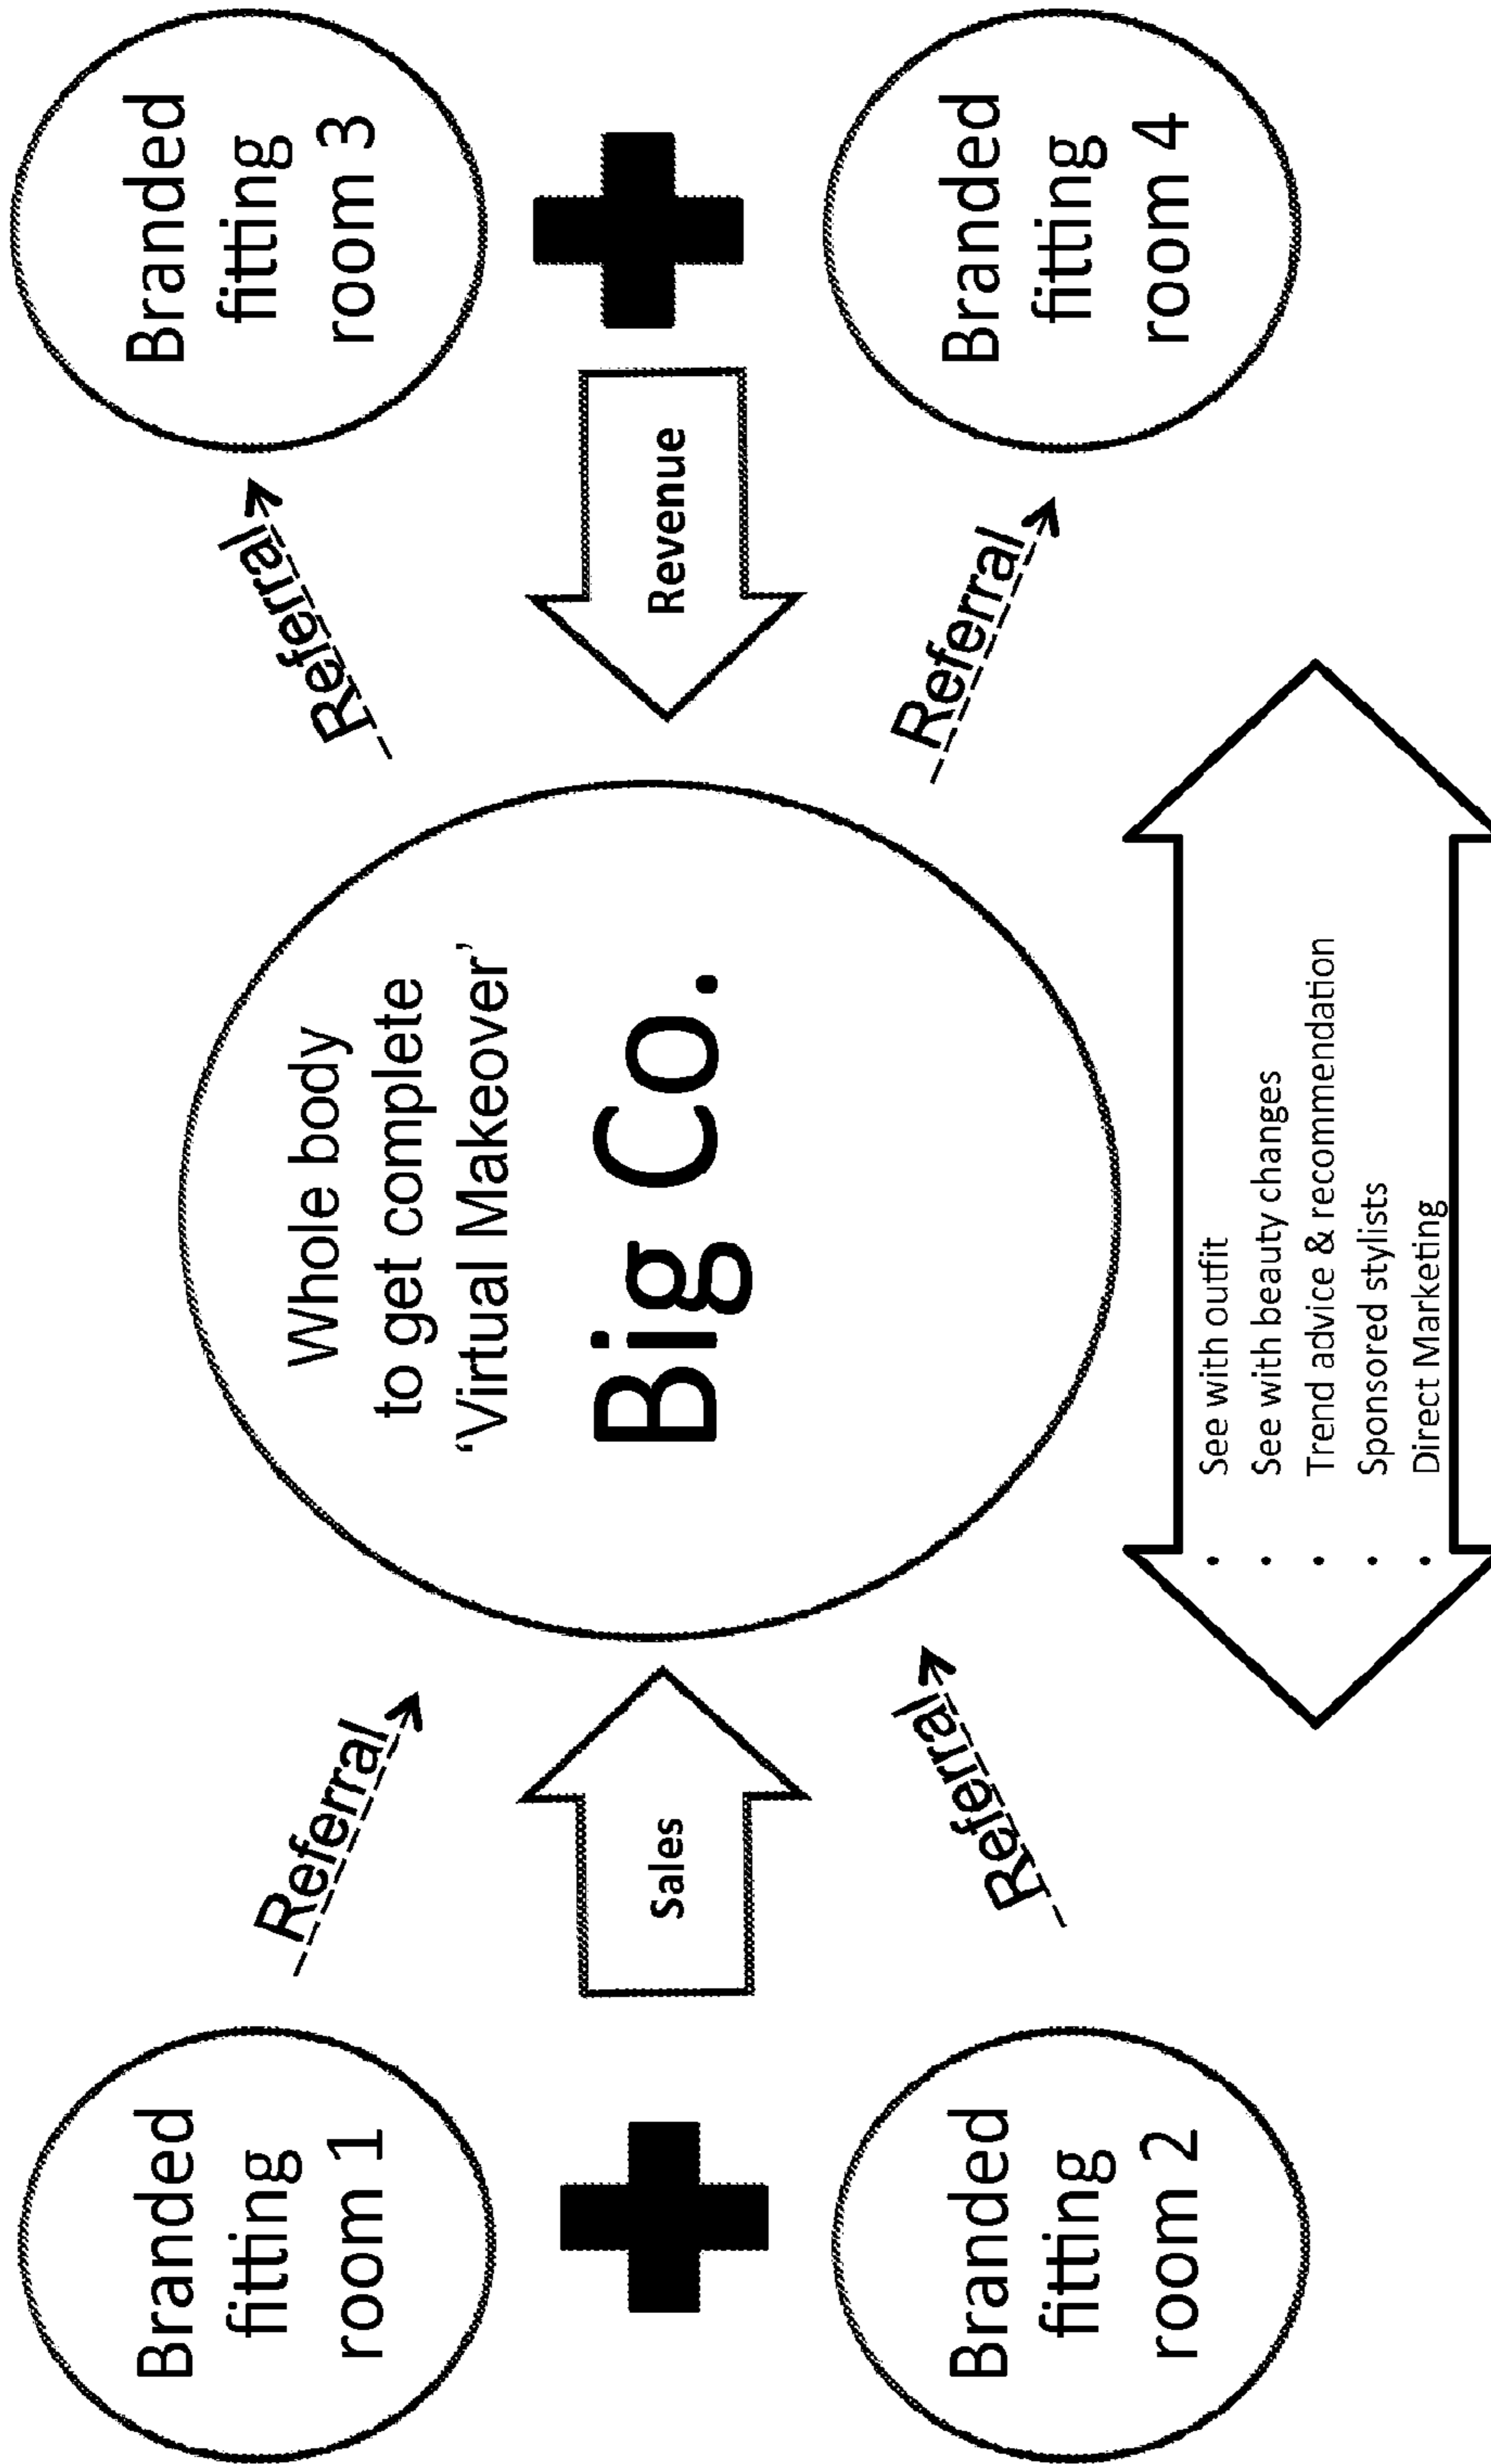 Branded
fitting
room 1
Branded
fitting
room 2
Referral
Sales
Referral
Whole body
to get complete
‘Virtual Makeover’
Big Co.
Referral
Revenue
Referral
Branded
fitting
room 3
Branded
fitting
room 4
• See with outfit
• See with beauty changes
• Trend advice & recommendation
• Sponsored stylists
• Direct Marketing